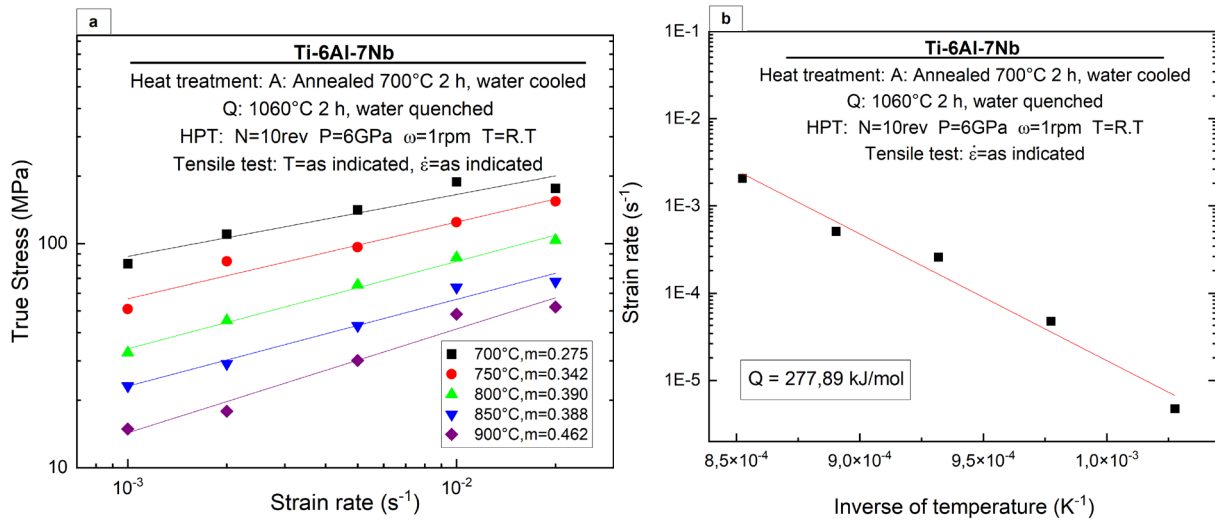 a
Ti-6Al-7Nb
Heat treatment: A: Annealed 700°C 2 h, water cooled
Q: 1060°C 2 h, water quenched
HPT: N=10rev P=6GPa ω=1rpm T=R.T
Tensile test: T=as indicated, ε̇=as indicated
True Stress (MPa)
100
10
700°C,m=0.275
750°C,m=0.342
800°C,m=0.390
850°C,m=0.388
900°C,m=0.462
10⁻³
10⁻²
Strain rate (s⁻¹)
b
Ti-6Al-7Nb
Heat treatment: A: Annealed 700°C 2 h, water cooled
Q: 1060°C 2 h, water quenched
HPT: N=10rev P=6GPa ω=1rpm T=R.T
Tensile test: ε̇=as indicated
Strain rate (s⁻¹)
1E-1
1E-2
1E-3
1E-4
1E-5
Q = 277,89 kJ/mol
8,5×10⁻⁴
9,0×10⁻⁴
9,5×10⁻⁴
1,0×10⁻³
Inverse of temperature (K⁻¹)